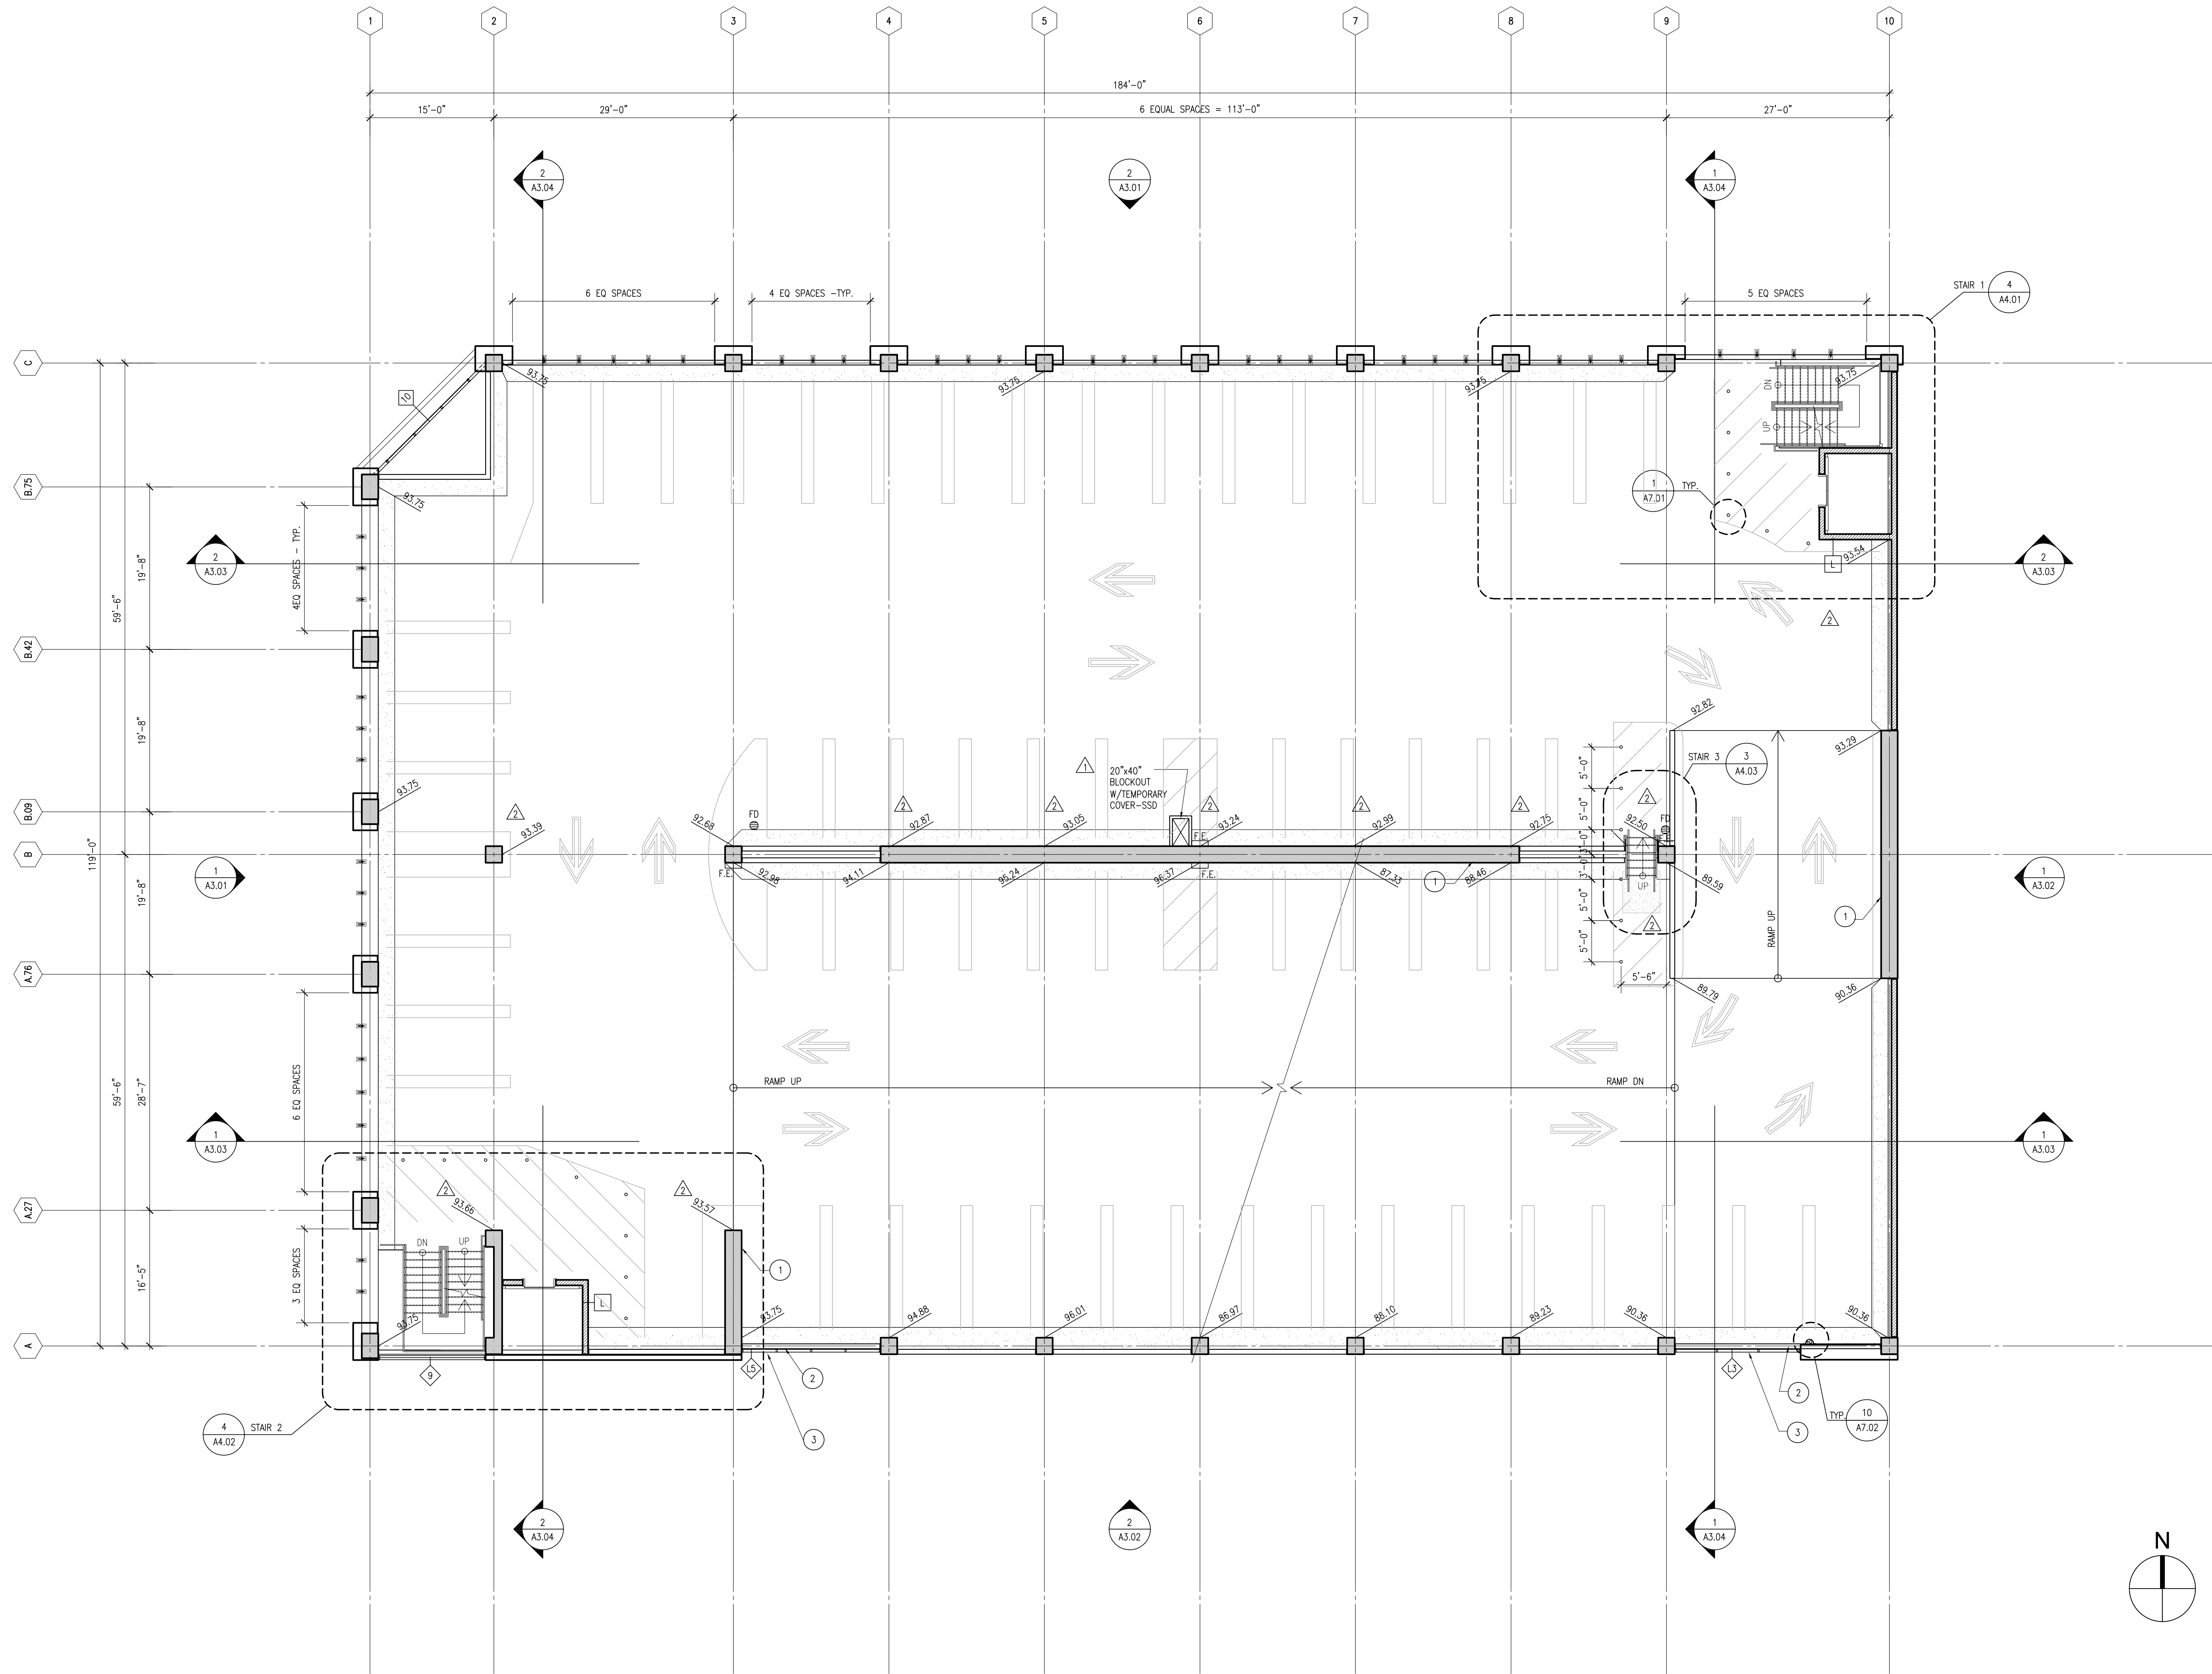 1
2
3
4
5
6
7
8
9
10
184'-0"
15'-0"
29'-0"
6 EQUAL SPACES = 113'-0"
27'-0"
2
A3.04
2
A3.01
1
A3.04
6 EQ SPACES
4 EQ SPACES -TYP.
5 EQ SPACES
STAIR 1
4
A4.01
C
93.75
93.75
93.75
93.75
DN
UP
10
B.75
93.75
1
A7.01
TYP.
4EQ SPACES - TYP.
19'-8"
59'-6"
2
A3.03
93.54
L
2
A3.03
2
B.42
19'-8"
92.82
93.29
STAIR 3
3
A4.03
1
20"x40"
BLOCKOUT
W/TEMPORARY
COVER-SSD
5'-0"
5'-0"
3'-0"
3'-0"
5'-0"
5'-0"
B.09
93.75
2
93.39
92.68
FD
2
92.87
2
93.05
2
93.24
F.E.
2
92.99
2
92.75
2
FD
92.50
B
119'-0"
19'-8"
1
A3.01
F.E.
92.98
94.11
95.24
96.37
F.E.
87.33
88.46
1
UP
89.59
2
1
RAMP UP
1
A3.02
A.76
5'-6"
89.79
90.36
6 EQ SPACES
28'-7"
59'-6"
RAMP UP
RAMP DN
1
A3.03
1
A3.03
A.27
2
93.66
2
93.57
DN
UP
3 EQ SPACES
16'-5"
1
L
A
93.75
93.75
94.88
96.01
86.97
88.10
89.23
90.36
90.36
9
L5
2
3
L3
2
3
TYP.
10
A7.02
4
A4.02
STAIR 2
2
A3.04
2
A3.02
1
A3.04
N